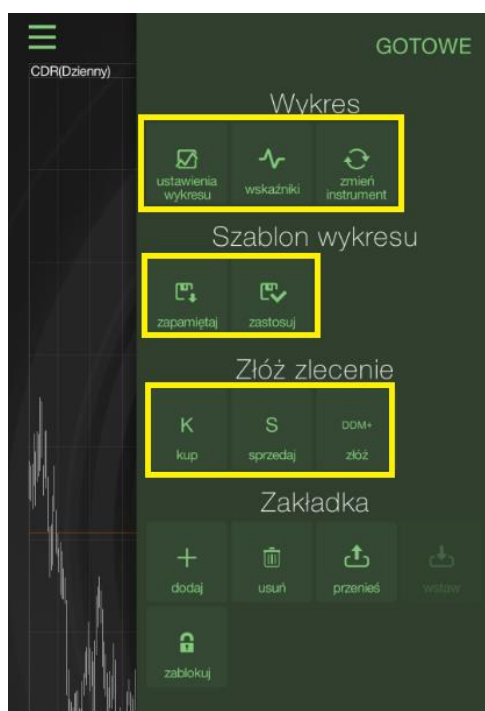 GOTOWE
CDR(Dzienny)
Wykres
ustawienia
wykresu
wskaźniki
zmień
instrument
Szablon wykresu
zapamiętaj
zastosuj
Złóż zlecenie
K
S
DDM+
kup
sprzedaj
złóż
Zakładka
dodaj
usuń
przenieś
wstaw
zablokuj